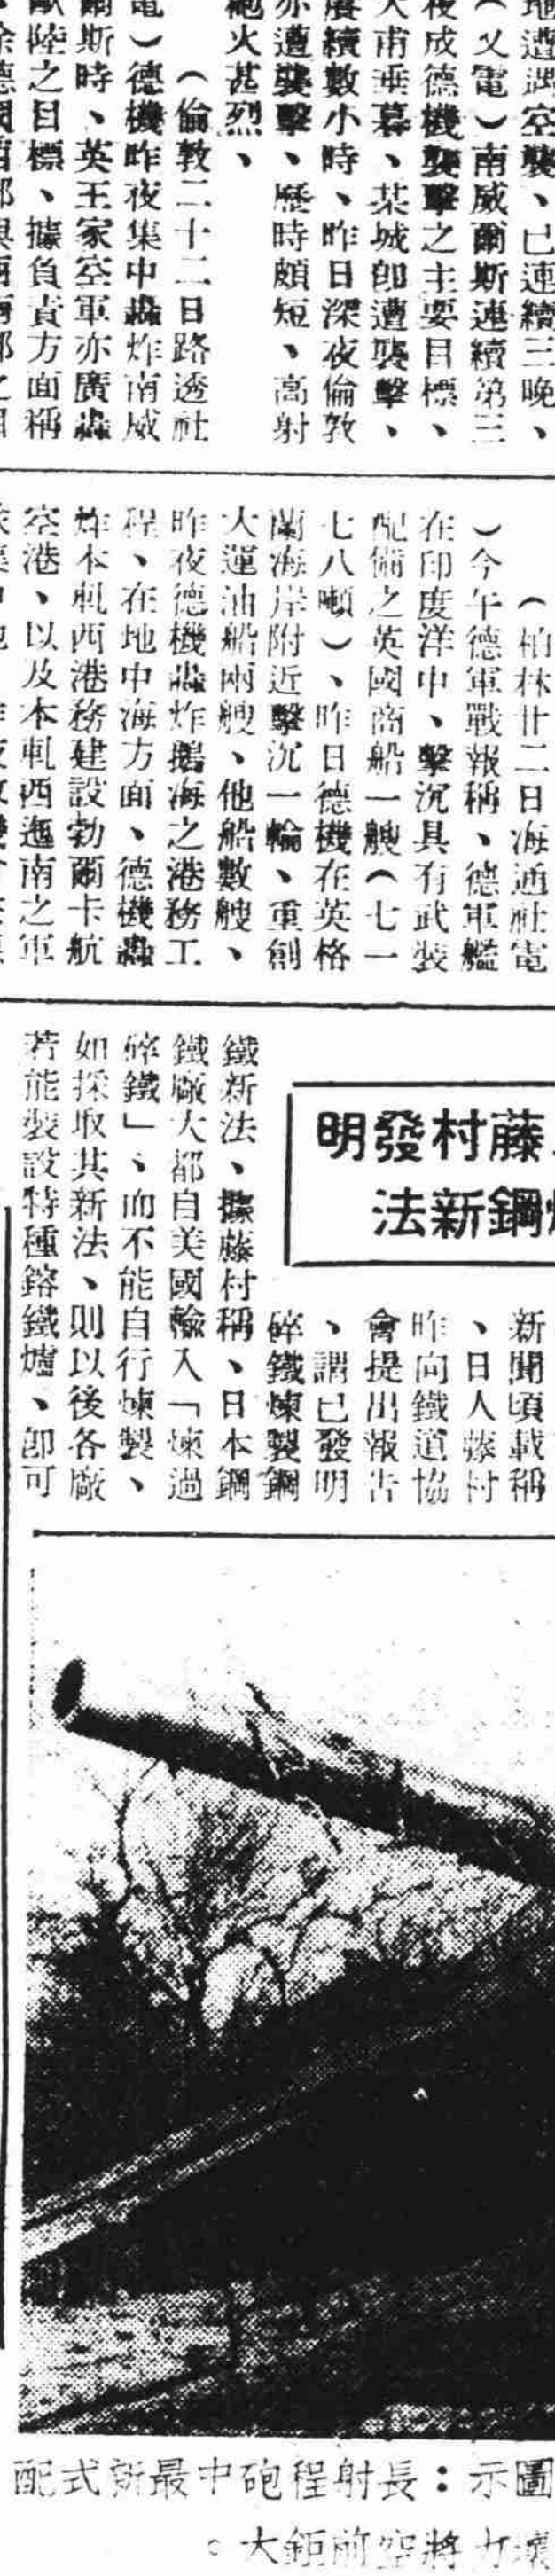 地遭遇空襲、已連續三晚、
（又電）南威爾斯連續第三
夜成德機襲擊之主要目標、
天甫垂暮、某城卽遭襲擊、
賡續數小時、昨日深夜倫敦
亦遭襲擊、歷時頗短、高射
砲火甚烈、
（倫敦二十二日路透社
電）德機昨夜集中轟炸南威
爾斯時、英王家空軍亦廣轟
歐陸之目標、據負責方面稱
（柏林廿二日海通社電
）今午德軍戰報稱、德軍艦
在印度洋中、擊沉具有武裝
配備之英國商船一艘（七一
七八噸）、昨日德機在英格
蘭海岸附近擊沉一輪、重創
大運油船兩艘、他船數艘、
昨夜德機轟炸鵝海之港務工
程、在地中海方面、德機轟
炸本軋西港務建設勃爾卡航
空港、以及本軋西迤南之軍
藤村發明
鋼新法
新聞頃載稱
、日人藤村
昨向鐵道協
會提出報告
、謂已發明
碎鐵煉製鋼
鐵新法、據藤村稱、日本鋼
鐵廠大都自美國輸入「煉過
碎鐵」、而不能自行煉製、
如採取其新法、則以後各廠
若能裝設特種鎔鐵爐、卽可
圖示：長射程砲中最新式配
壞力將空前鉅大。